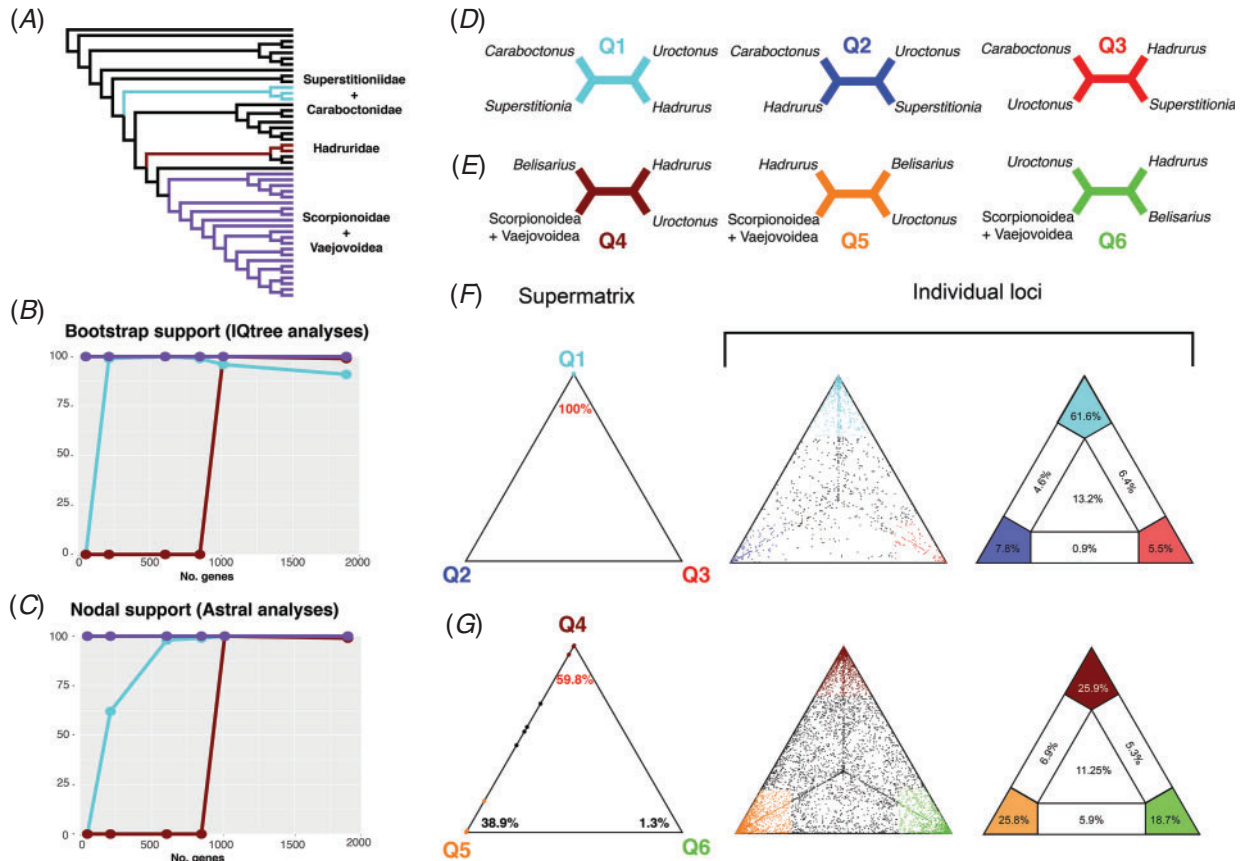 (A)
Superstitioniidae
+
Caraboctonidae
Hadruridae
Scorpionoidae
+
Vaejovoidea
(B)
Bootstrap support (IQtree analyses)
100
75
50
25
0
0 500 1000 1500 2000
No. genes
(C)
Nodal support (Astral analyses)
100
75
50
25
0
0 500 1000 1500 2000
No. genes
(D)
Caraboctonus Q1 Uroctonus
Superstitionia Hadrurus
Caraboctonus Q2 Uroctonus
Hadrurus Superstitionia
Caraboctonus Q3 Hadrurus
Uroctonus Superstitionia
(E)
Belisarius Hadrurus
Scorpionoidea
+ Vaejovoidea Q4 Uroctonus
Hadrurus Belisarius
Scorpionoidea
+ Vaejovoidea Q5 Uroctonus
Uroctonus Hadrurus
Scorpionoidea
+ Vaejovoidea Q6 Belisarius
(F)
Supermatrix Individual loci
Q1
100%
Q2 Q3
61.6%
4.6% 6.4%
13.2%
7.8% 0.9% 5.5%
(G)
Q4
59.8%
38.9% 1.3%
Q5 Q6
25.9%
6.9% 5.3%
11.25%
25.8% 5.9% 18.7%